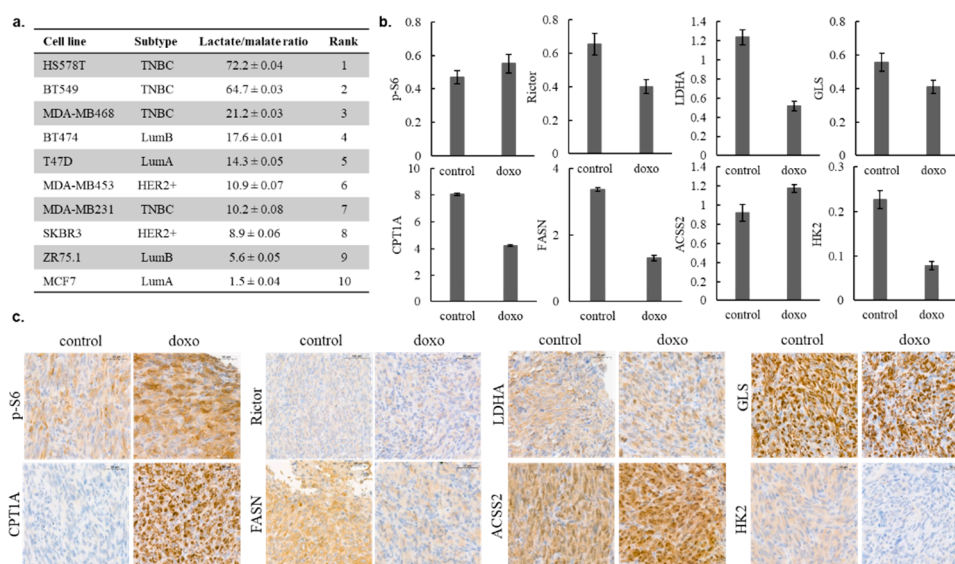 a.
Cell line Subtype Lactate/malate ratio Rank
HS578T TNBC 72.2 ± 0.04 1
BT549 TNBC 64.7 ± 0.03 2
MDA-MB468 TNBC 21.2 ± 0.03 3
BT474 LumB 17.6 ± 0.01 4
T47D LumA 14.3 ± 0.05 5
MDA-MB453 HER2+ 10.9 ± 0.07 6
MDA-MB231 TNBC 10.2 ± 0.08 7
SKBR3 HER2+ 8.9 ± 0.06 8
ZR75.1 LumB 5.6 ± 0.05 9
MCF7 LumA 1.5 ± 0.04 10
b.
p-S6
0.8
0.6
0.4
0.2
0
control doxo
Rictor
0.8
0.6
0.4
0.2
0
control doxo
LDHA
1.4
1.2
1
0.8
0.6
0.4
0.2
0
control doxo
GLS
0.8
0.6
0.4
0.2
0
control doxo
CPT1A
10
8
6
4
2
0
control doxo
FASN
4
2
0
control doxo
ACSS2
1.4
1.2
1
0.8
0.6
0.4
0.2
0
control doxo
HK2
0.3
0.2
0.1
0
control doxo
c.
control doxo control doxo control doxo control doxo
p-S6 Rictor LDHA GLS
CPT1A FASN ACSS2 HK2